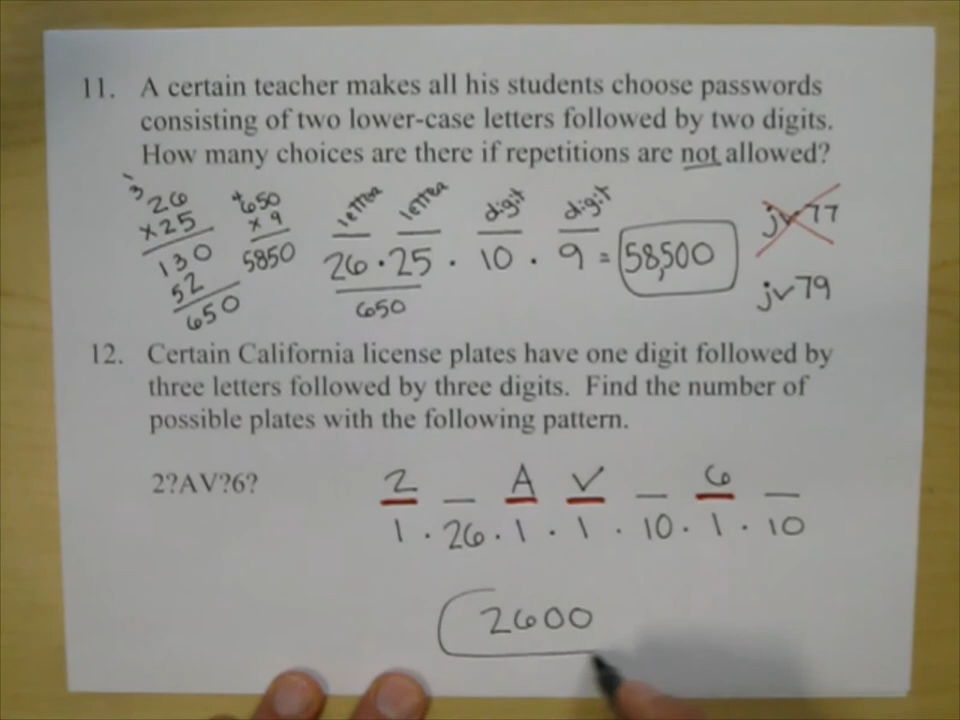 11. A certain teacher makes all his students choose passwords
consisting of two lower-case letters followed by two digits.
How many choices are there if repetitions are not allowed?
1
3
26
×25
130
52
650
4
650
× 9
5850
letter letter digit digit
26 · 25 · 10 · 9 = 58,500
650
jv77
jv79
12. Certain California license plates have one digit followed by
three letters followed by three digits. Find the number of
possible plates with the following pattern.
2?AV?6?
2 _ A V _ 6 _
1 · 26 · 1 · 1 · 10 · 1 · 10
2600